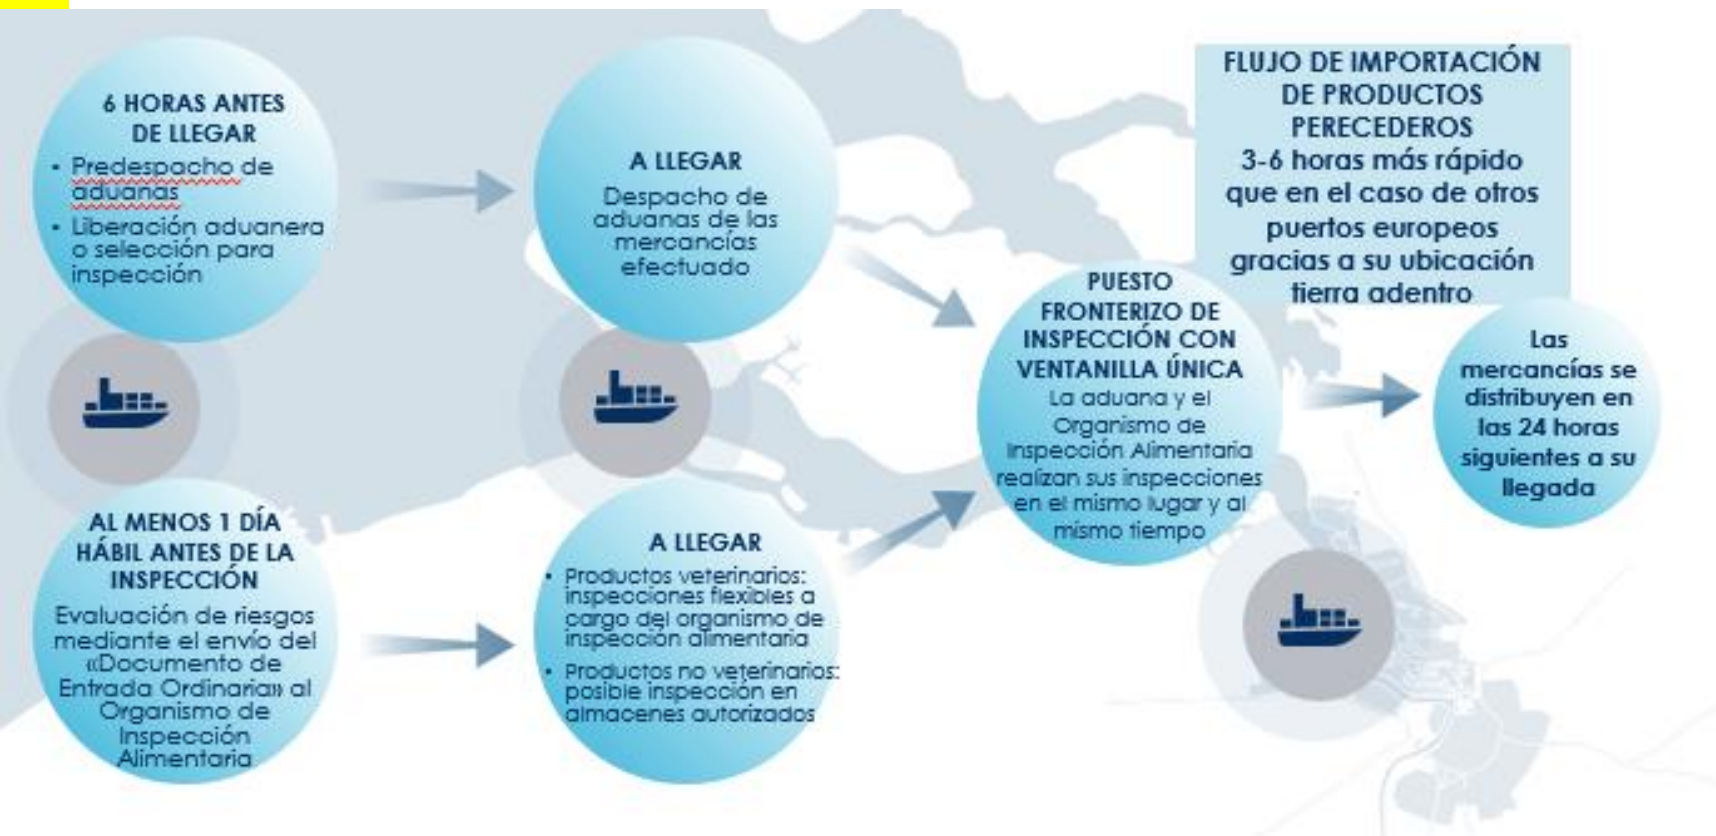 6 HORAS ANTES
DE LLEGAR
• Predespacho de
aduanas
• Liberación aduanera
o selección para
inspección
A LLEGAR
Despacho de
aduanas de las
mercancías
efectuado
FLUJO DE IMPORTACIÓN
DE PRODUCTOS
PERECEDEROS
3-6 horas más rápido
que en el caso de otros
puertos europeos
gracias a su ubicación
tierra adentro
PUESTO
FRONTERIZO DE
INSPECCIÓN CON
VENTANILLA ÚNICA
La aduana y el
Organismo de
Inspección Alimentaria
realizan sus inspecciones
en el mismo lugar y al
mismo tiempo
Las
mercancías se
distribuyen en
las 24 horas
siguientes a su
llegada
AL MENOS 1 DÍA
HÁBIL ANTES DE LA
INSPECCIÓN
Evaluación de riesgos
mediante el envío del
«Documento de
Entrada Ordinaria» al
Organismo de
Inspección
Alimentaria
A LLEGAR
• Productos veterinarios:
inspecciones flexibles a
cargo del organismo de
inspección alimentaria
• Productos no veterinarios:
posible inspección en
almacenes autorizados